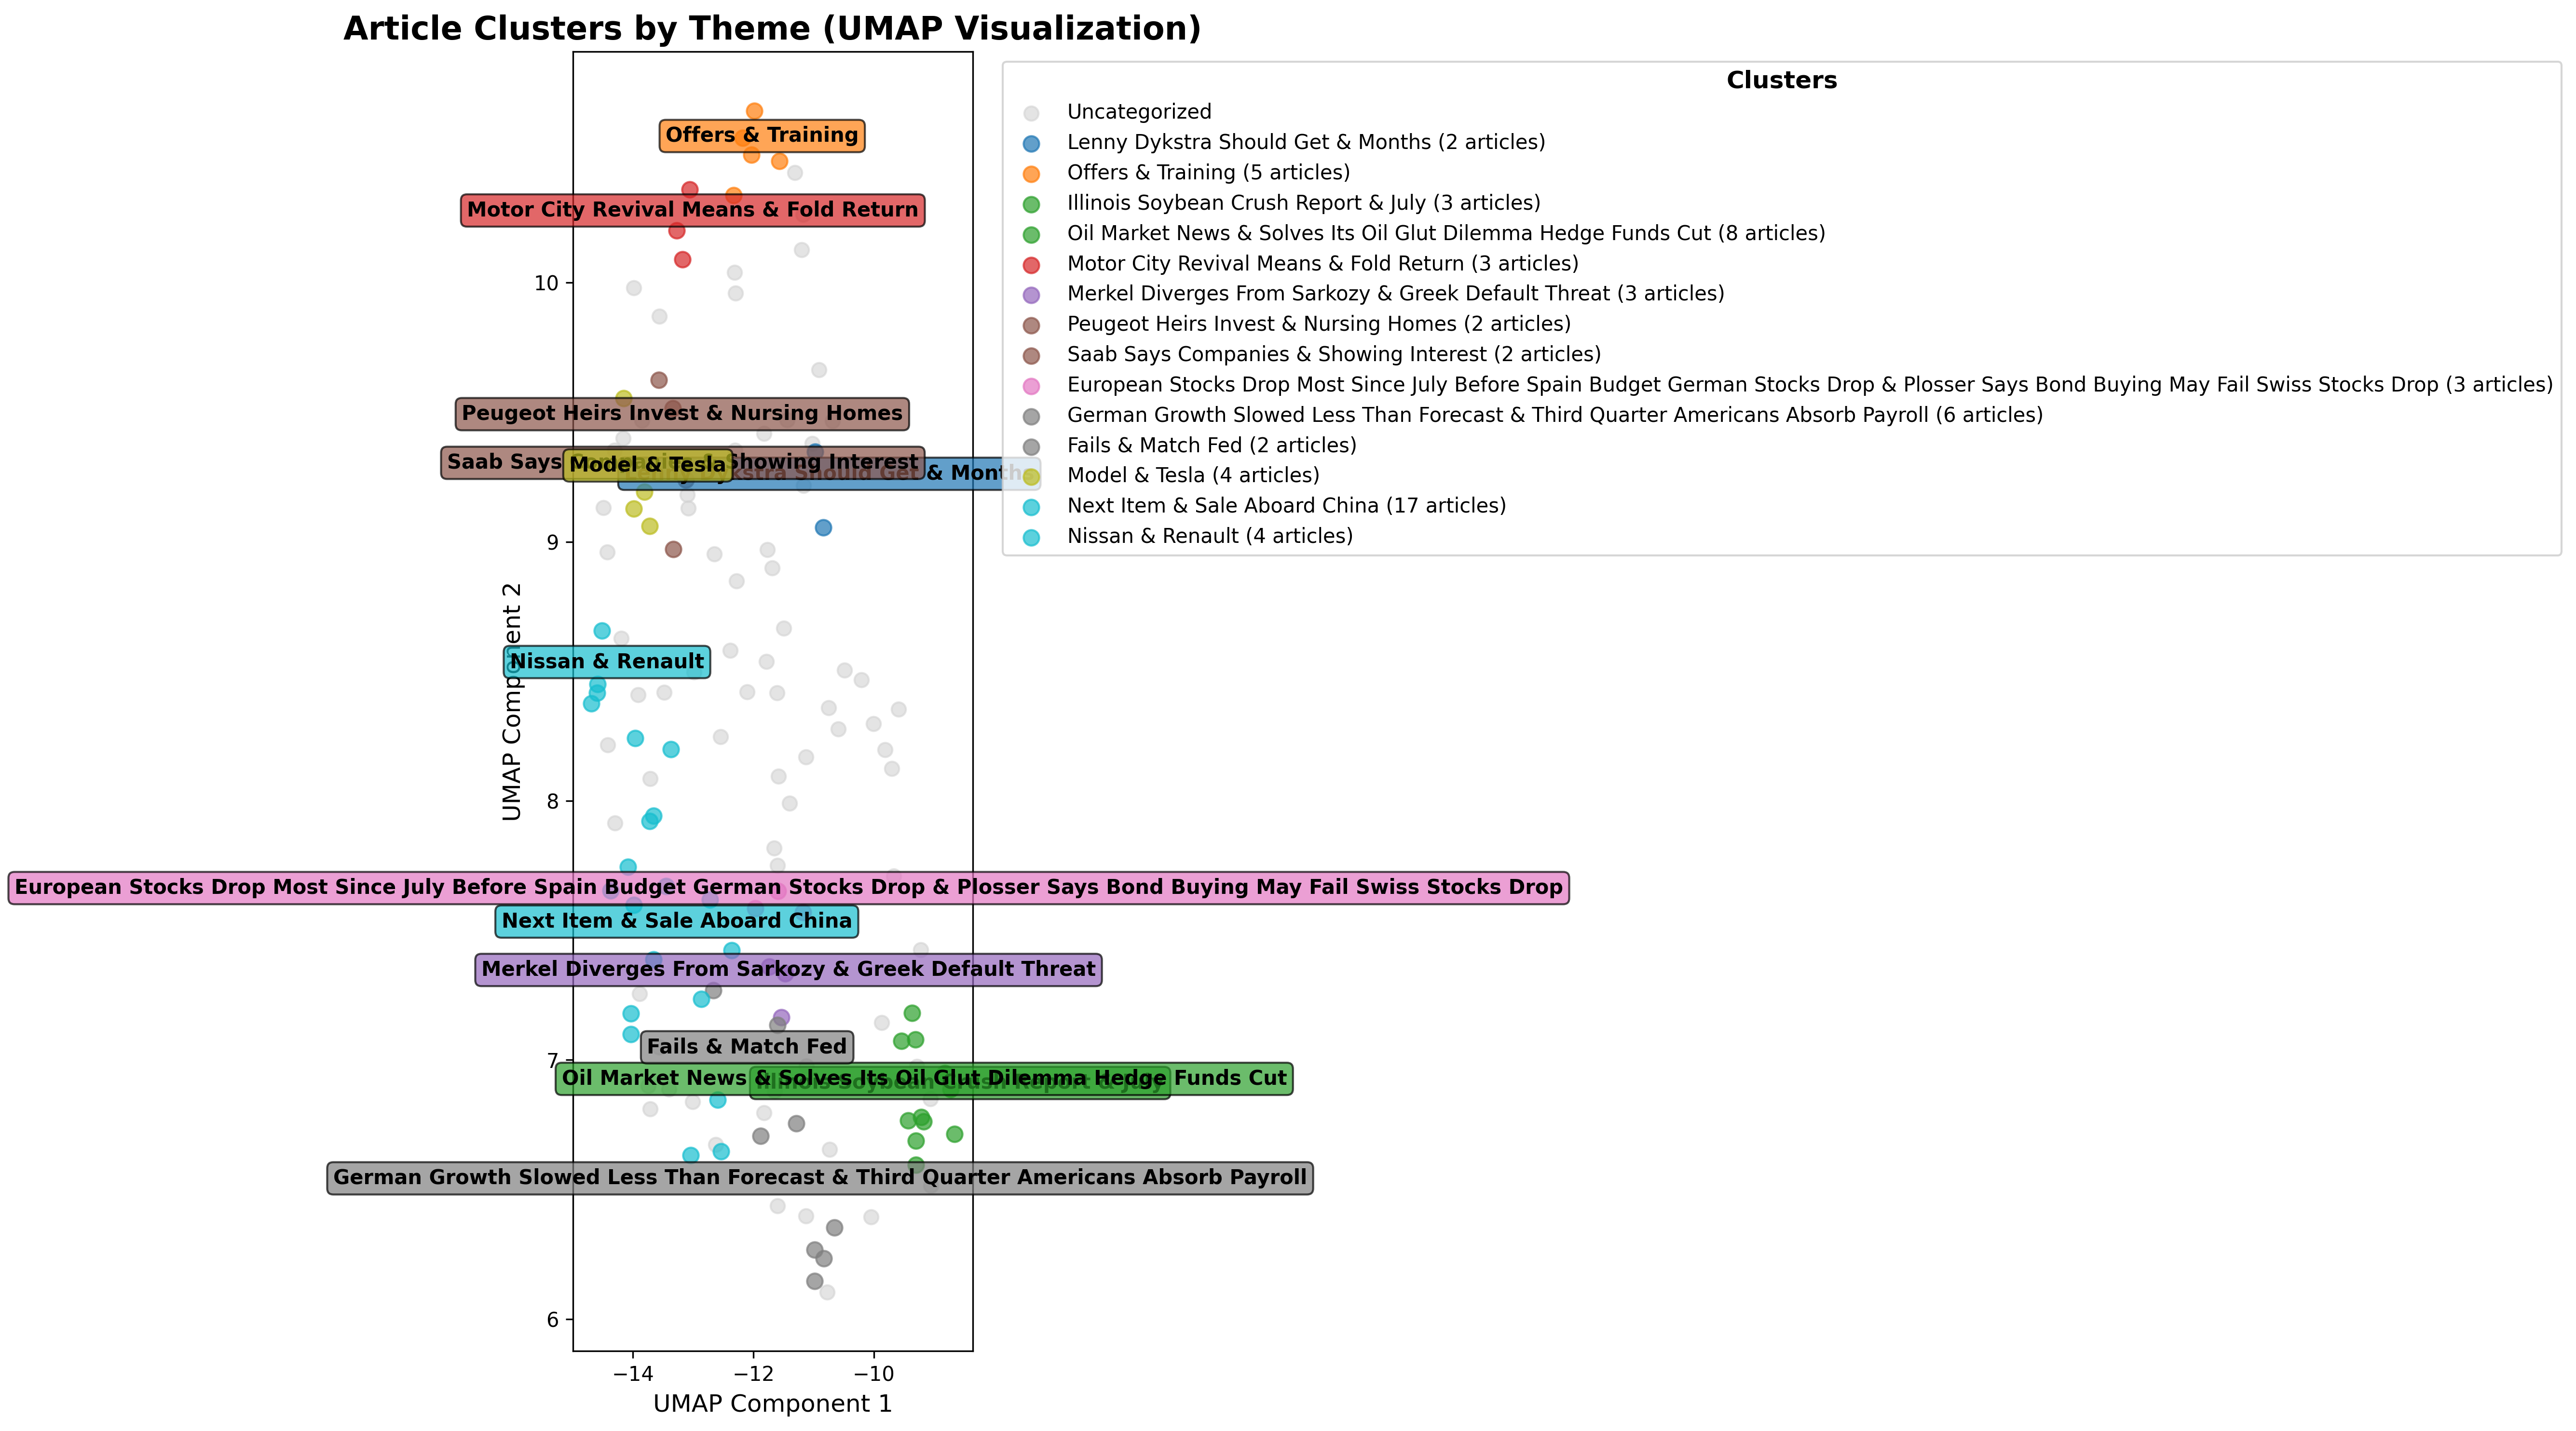 Article Clusters by Theme (UMAP Visualization)
Clusters
Uncategorized
Lenny Dykstra Should Get & Months (2 articles)
Offers & Training (5 articles)
Illinois Soybean Crush Report & July (3 articles)
Oil Market News & Solves Its Oil Glut Dilemma Hedge Funds Cut (8 articles)
Motor City Revival Means & Fold Return (3 articles)
Merkel Diverges From Sarkozy & Greek Default Threat (3 articles)
Peugeot Heirs Invest & Nursing Homes (2 articles)
Saab Says Companies & Showing Interest (2 articles)
European Stocks Drop Most Since July Before Spain Budget German Stocks Drop & Plosser Says Bond Buying May Fail Swiss Stocks Drop (3 articles)
German Growth Slowed Less Than Forecast & Third Quarter Americans Absorb Payroll (6 articles)
Fails & Match Fed (2 articles)
Model & Tesla (4 articles)
Next Item & Sale Aboard China (17 articles)
Nissan & Renault (4 articles)
Offers & Training
Motor City Revival Means & Fold Return
10
Peugeot Heirs Invest & Nursing Homes
Saab Says Showing Interest
Model & Tesla
Dykstra Should Get & Months
9
UMAP Component 2
Nissan & Renault
8
European Stocks Drop Most Since July Before Spain Budget German Stocks Drop & Plosser Says Bond Buying May Fail Swiss Stocks Drop
Next Item & Sale Aboard China
Merkel Diverges From Sarkozy & Greek Default Threat
Fails & Match Fed
7
Oil Market News & Solves Its Oil Glut Dilemma Hedge Funds Cut
Illinois Soybean Crush Report & July
German Growth Slowed Less Than Forecast & Third Quarter Americans Absorb Payroll
6
−14
−12
−10
UMAP Component 1